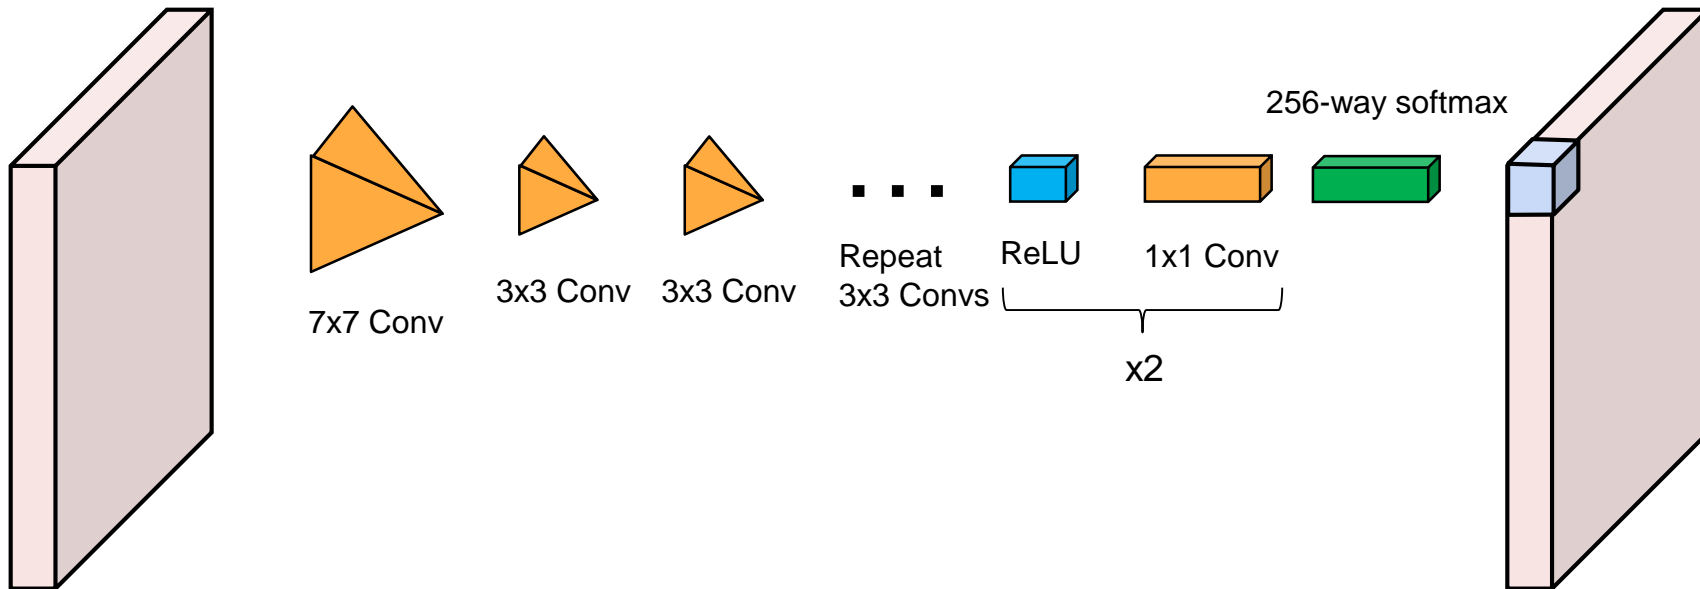 256-way softmax
7x7 Conv
3x3 Conv
3x3 Conv
Repeat
3x3 Convs
ReLU
1x1 Conv
x2